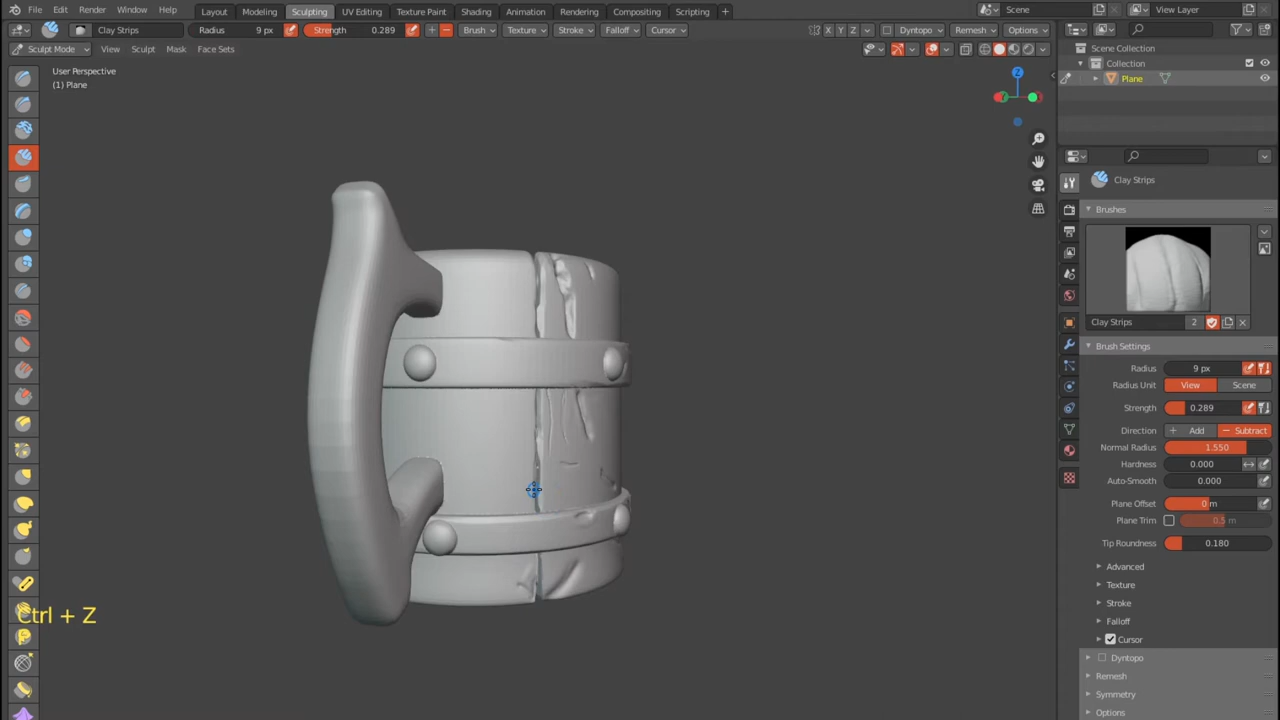 File Edit Render Window Help Layout Modeling Sculpting UV Editing Texture Paint Shading Animation Rendering Compositing Scripting + Scene View Layer
Clay Strips Radius 9 px Strength 0.289 Brush Texture Stroke Falloff Cursor X Y Z Dyntopo Remesh Options
Sculpt Mode View Sculpt Mask Face Sets
User Perspective
(1) Plane
Z
Ctrl + Z
Scene Collection
Collection
Plane
Clay Strips
Brushes
Clay Strips 2
Brush Settings
Radius 9 px
Radius Unit View Scene
Strength 0.289
Direction + Add − Subtract
Normal Radius 1.550
Hardness 0.000
Auto-Smooth 0.000
Plane Offset 0 m
Plane Trim 0.5 m
Tip Roundness 0.180
Advanced
Texture
Stroke
Falloff
Cursor
Dyntopo
Remesh
Symmetry
Options